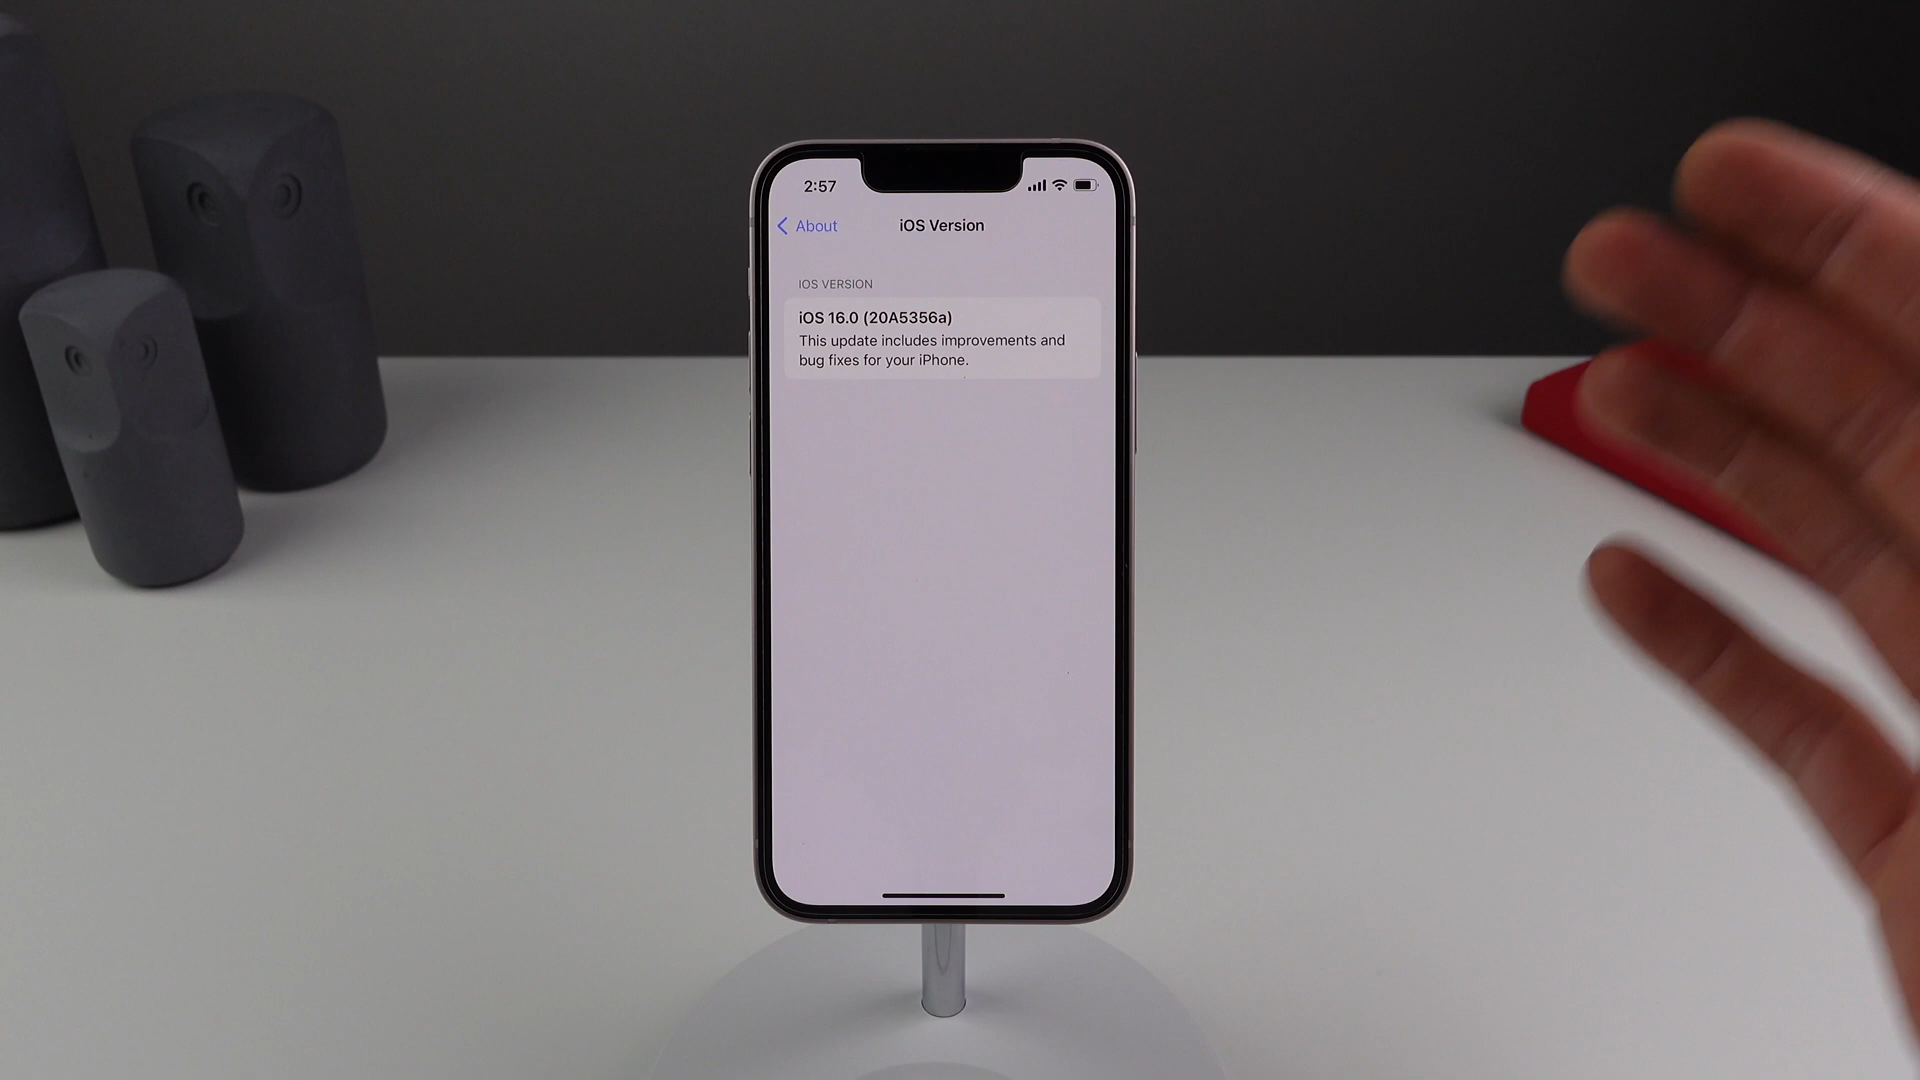 2:57
About
iOS Version
IOS VERSION
iOS 16.0 (20A5356a)
This update includes improvements and
bug fixes for your iPhone.